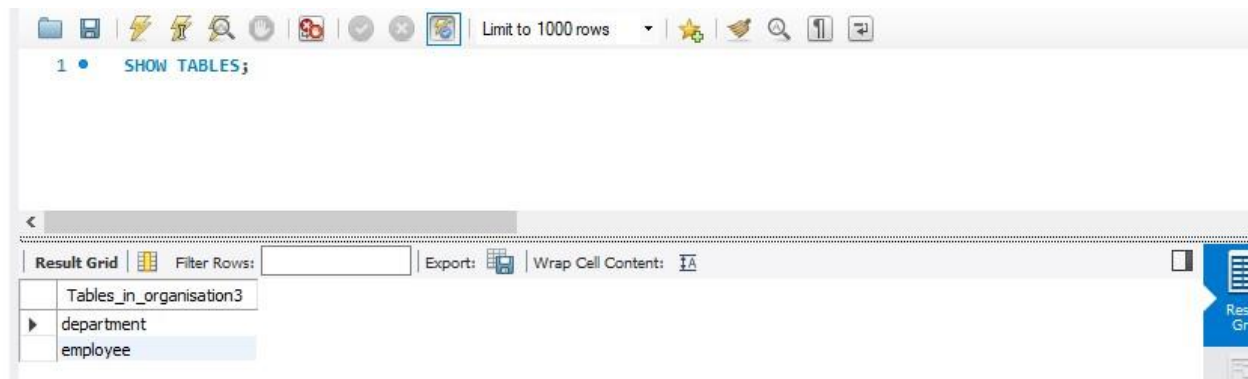 Limit to 1000 rows
1 SHOW TABLES;
Result Grid Filter Rows: Export: Wrap Cell Content:
Tables_in_organisation3
department
employee